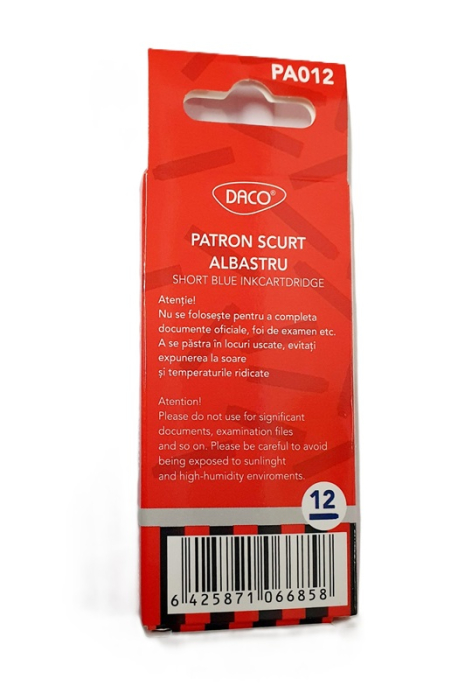 PA012
DACO®
PATRON SCURT
ALBASTRU
SHORT BLUE INKCARTDRIDGE
Atenție!
Nu se folosește pentru a completa
documente oficiale, foi de examen etc.
A se păstra în locuri uscate, evitați
expunerea la soare
și temperaturile ridicate
Attention!
Please do not use for significant
documents, examination files
and so on. Please be careful to avoid
being exposed to sunlinght
and high-humidity enviroments.
12
6 425871 066858